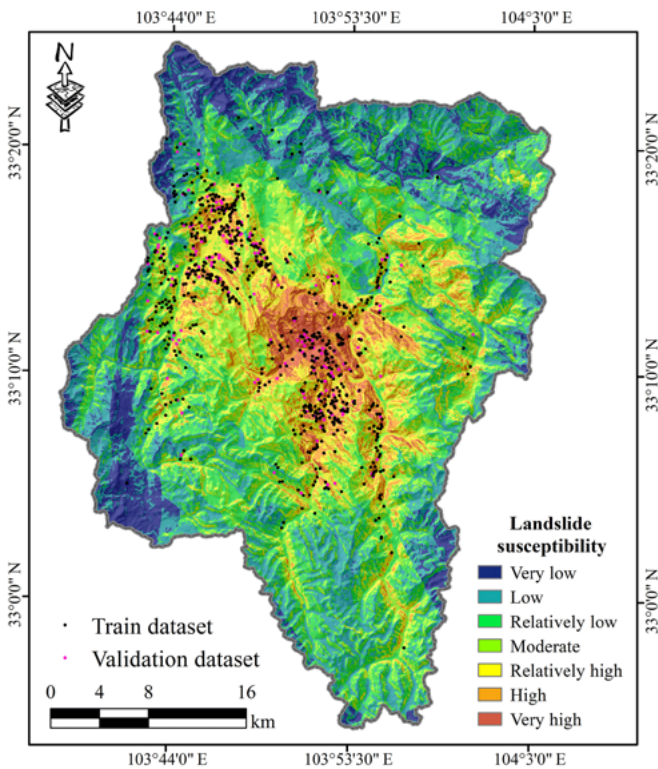 103°44'0" E
103°53'30" E
104°3'0" E
N
33°20'0" N
33°20'0" N
33°10'0" N
33°10'0" N
33°0'0" N
33°0'0" N
Landslide
susceptibility
Very low
Low
Relatively low
Moderate
Relatively high
High
Very high
Train dataset
Validation dataset
0 4 8 16
km
103°44'0" E
103°53'30" E
104°3'0" E